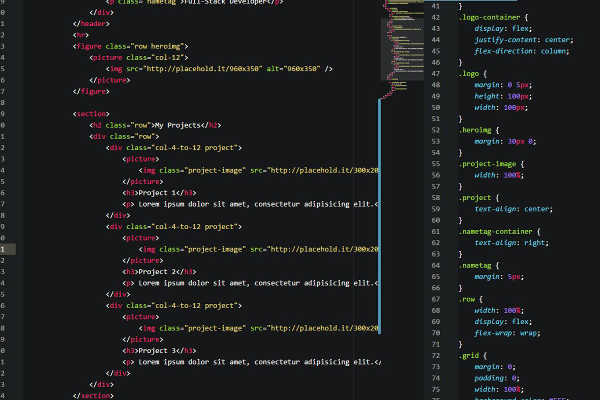 <p class="nametag">Full-Stack Developer</p>
</div>
</header>
<hr>
<figure class="row heroimg">
<picture class="col-12">
<img src="http://placehold.it/960x350" alt="960x350" />
</picture>
</figure>
<section>
<h2 class="row">My Projects</h2>
<div class="row">
<div class="col-4-to-12 project">
<picture>
<img class="project-image" src="http://placehold.it/300x20
</picture>
<h3>Project 1</h3>
<p> Lorem ipsum dolor sit amet, consectetur adipisicing elit.<
</div>
<div class="col-4-to-12 project">
<picture>
<img class="project-image" src="http://placehold.it/300x20
</picture>
<h3>Project 2</h3>
<p> Lorem ipsum dolor sit amet, consectetur adipisicing elit.<
</div>
<div class="col-4-to-12 project">
<picture>
<img class="project-image" src="http://placehold.it/300x20
</picture>
<h3>Project 3</h3>
<p> Lorem ipsum dolor sit amet, consectetur adipisicing elit.</
</div>
</div>
</section>
41 }
42 .logo-container {
43 display: flex;
44 justify-content: center;
45 flex-direction: column;
46 }
47 .logo {
48 margin: 0 5px;
49 height: 100px;
50 width: 100px;
51 }
52 .heroimg {
53 margin: 30px 0;
54 }
55 .project-image {
56 width: 100%;
57 }
58 .project {
59 text-align: center;
60 }
61 .nametag-container {
62 text-align: right;
63 }
64 .nametag {
65 margin: 5px;
66 }
67 .row {
68 width: 100%;
69 display: flex;
70 flex-wrap: wrap;
71 }
72 .grid {
73 margin: 0;
74 padding: 0;
75 width: 100%;